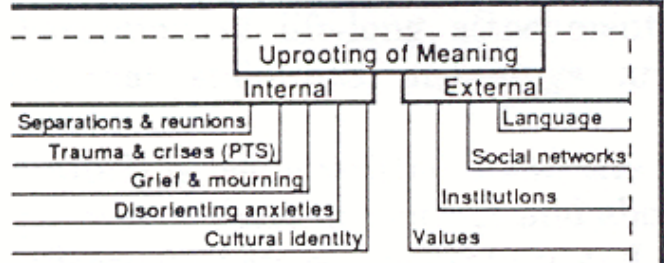 Uprooting of Meaning
Internal
External
Separations & reunions
Language
Trauma & crises (PTS)
Social networks
Grief & mourning
Institutions
Disorienting anxieties
Cultural identity
Values